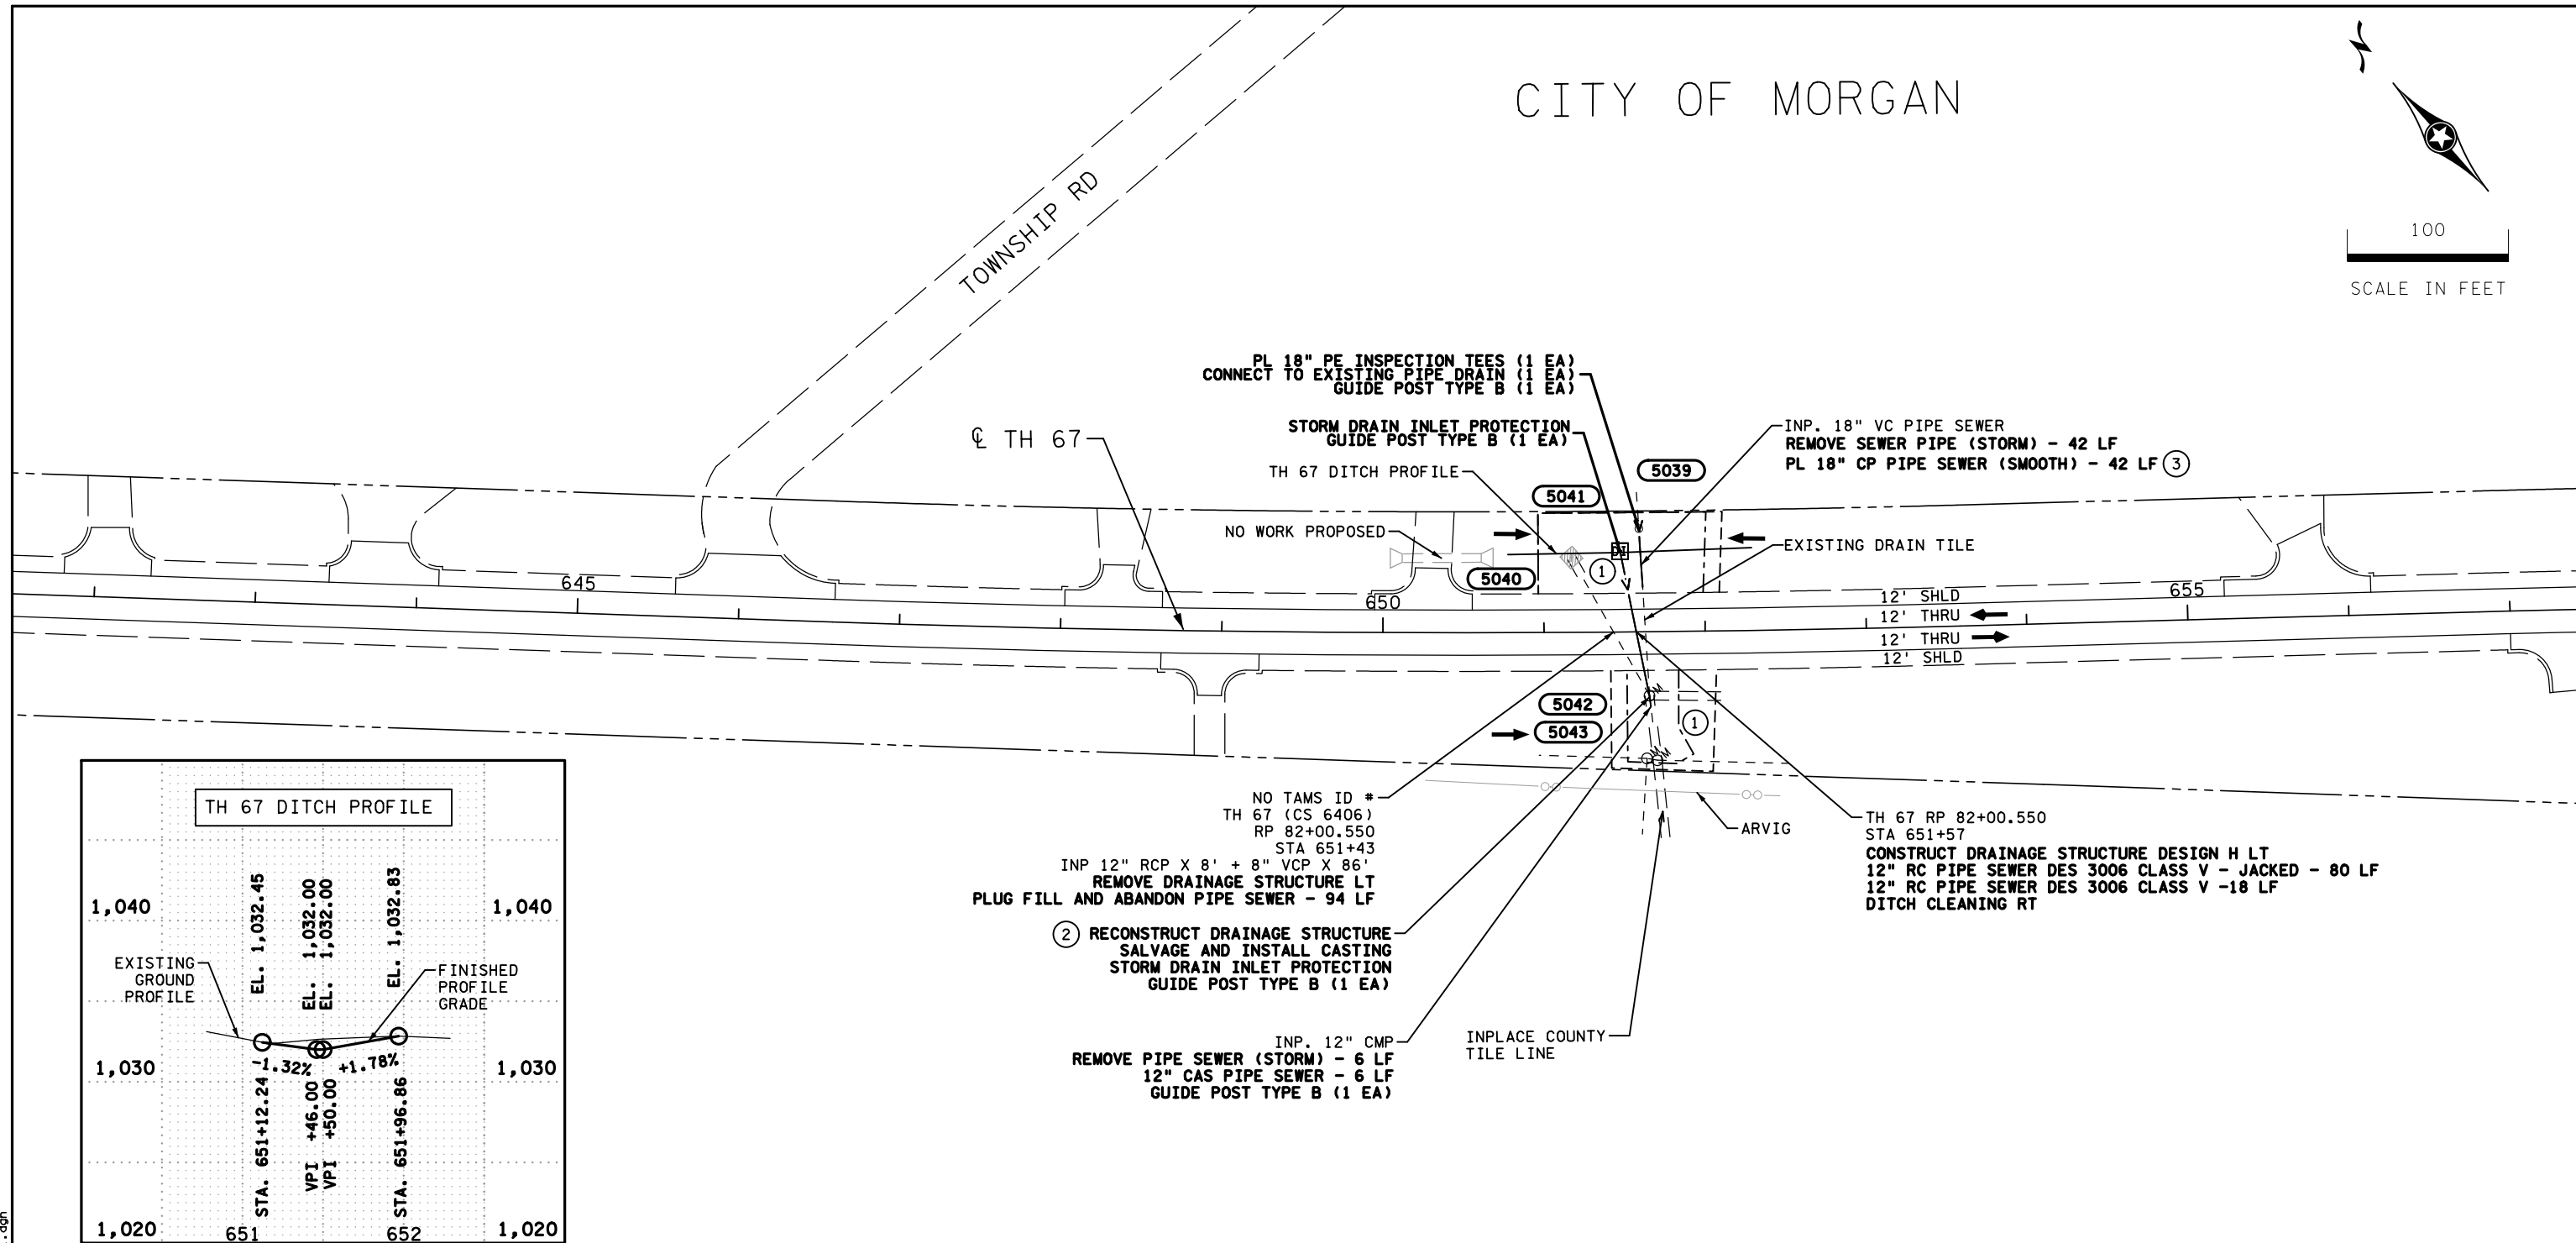 CITY OF MORGAN
100
SCALE IN FEET
TOWNSHIP RD
℄ TH 67
PL 18" PE INSPECTION TEES (1 EA)
CONNECT TO EXISTING PIPE DRAIN (1 EA)
GUIDE POST TYPE B (1 EA)
STORM DRAIN INLET PROTECTION
GUIDE POST TYPE B (1 EA)
TH 67 DITCH PROFILE
NO WORK PROPOSED
5039
5041
5040
INP. 18" VC PIPE SEWER
REMOVE SEWER PIPE (STORM) - 42 LF
PL 18" CP PIPE SEWER (SMOOTH) - 42 LF 3
EXISTING DRAIN TILE
DI
1
645
650
655
12' SHLD
12' THRU
12' THRU
12' SHLD
5042
5043
1
M
M
M
NO TAMS ID #
TH 67 (CS 6406)
RP 82+00.550
STA 651+43
INP 12" RCP X 8' + 8" VCP X 86'
REMOVE DRAINAGE STRUCTURE LT
PLUG FILL AND ABANDON PIPE SEWER - 94 LF
2 RECONSTRUCT DRAINAGE STRUCTURE
SALVAGE AND INSTALL CASTING
STORM DRAIN INLET PROTECTION
GUIDE POST TYPE B (1 EA)
INP. 12" CMP
REMOVE PIPE SEWER (STORM) - 6 LF
12" CAS PIPE SEWER - 6 LF
GUIDE POST TYPE B (1 EA)
INPLACE COUNTY
TILE LINE
ARVIG
TH 67 RP 82+00.550
STA 651+57
CONSTRUCT DRAINAGE STRUCTURE DESIGN H LT
12" RC PIPE SEWER DES 3006 CLASS V - JACKED - 80 LF
12" RC PIPE SEWER DES 3006 CLASS V -18 LF
DITCH CLEANING RT
TH 67 DITCH PROFILE
1,040
1,040
EL. 1,032.45
EL. 1,032.00
EL. 1,032.00
EL. 1,032.83
EXISTING
GROUND
PROFILE
FINISHED
PROFILE
GRADE
1,030
1,030
-1.32%
+1.78%
STA. 651+12.24
VPI +46.00
VPI +50.00
STA. 651+96.86
1,020
651
652
1,020
.dgn